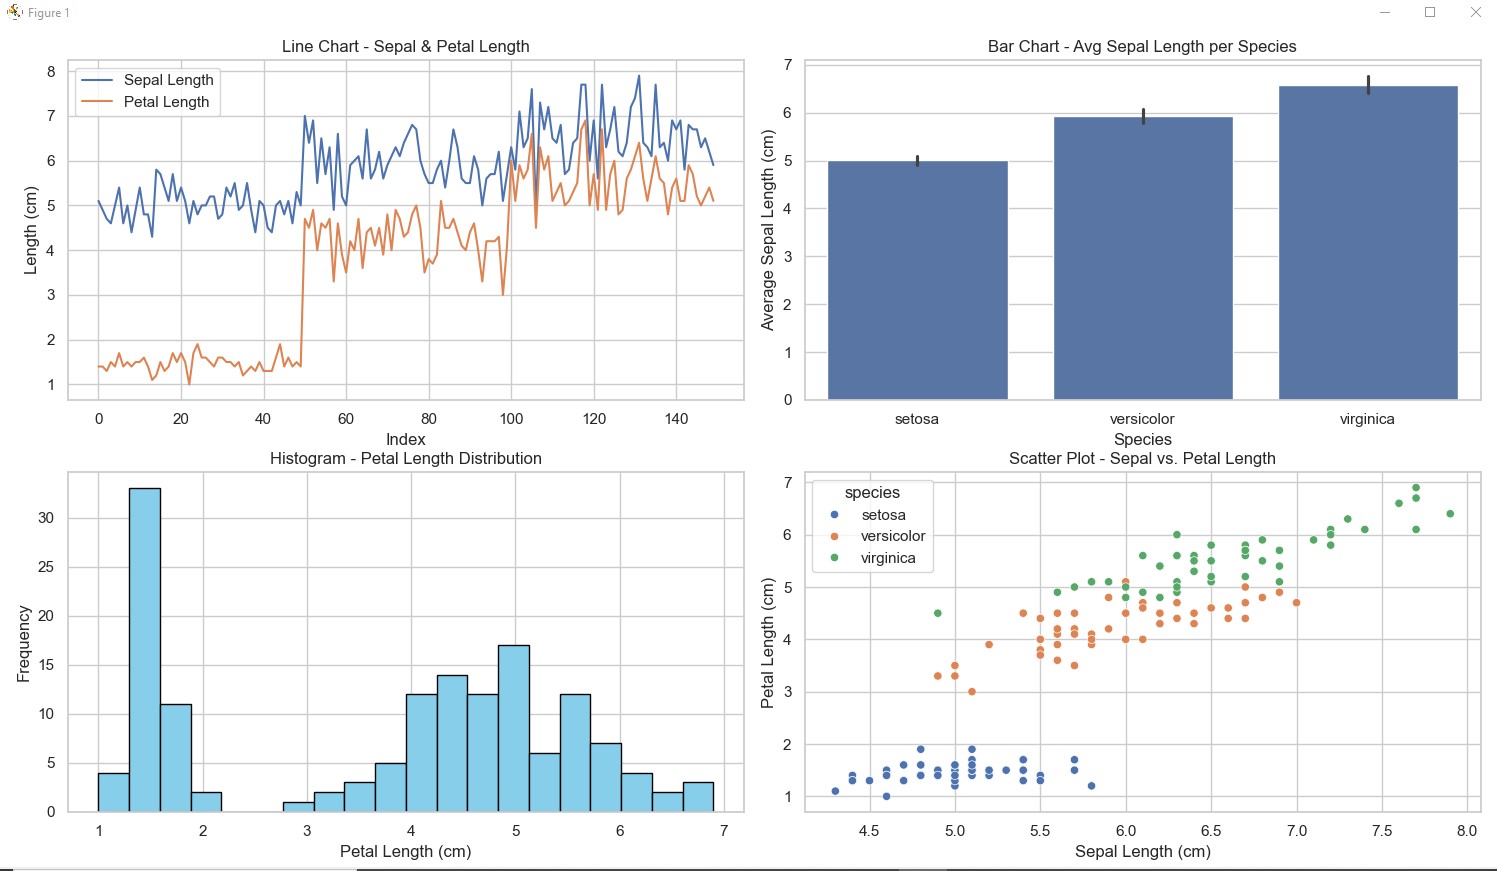 Figure 1
Line Chart - Sepal & Petal Length
Sepal Length
Petal Length
Length (cm)
8
7
6
5
4
3
2
1
0 20 40 60 80 100 120 140
Index
Bar Chart - Avg Sepal Length per Species
Average Sepal Length (cm)
7
6
5
4
3
2
1
0
setosa versicolor virginica
Species
Histogram - Petal Length Distribution
Frequency
30
25
20
15
10
5
0
1 2 3 4 5 6 7
Petal Length (cm)
Scatter Plot - Sepal vs. Petal Length
species
setosa
versicolor
virginica
Petal Length (cm)
7
6
5
4
3
2
1
4.5 5.0 5.5 6.0 6.5 7.0 7.5 8.0
Sepal Length (cm)